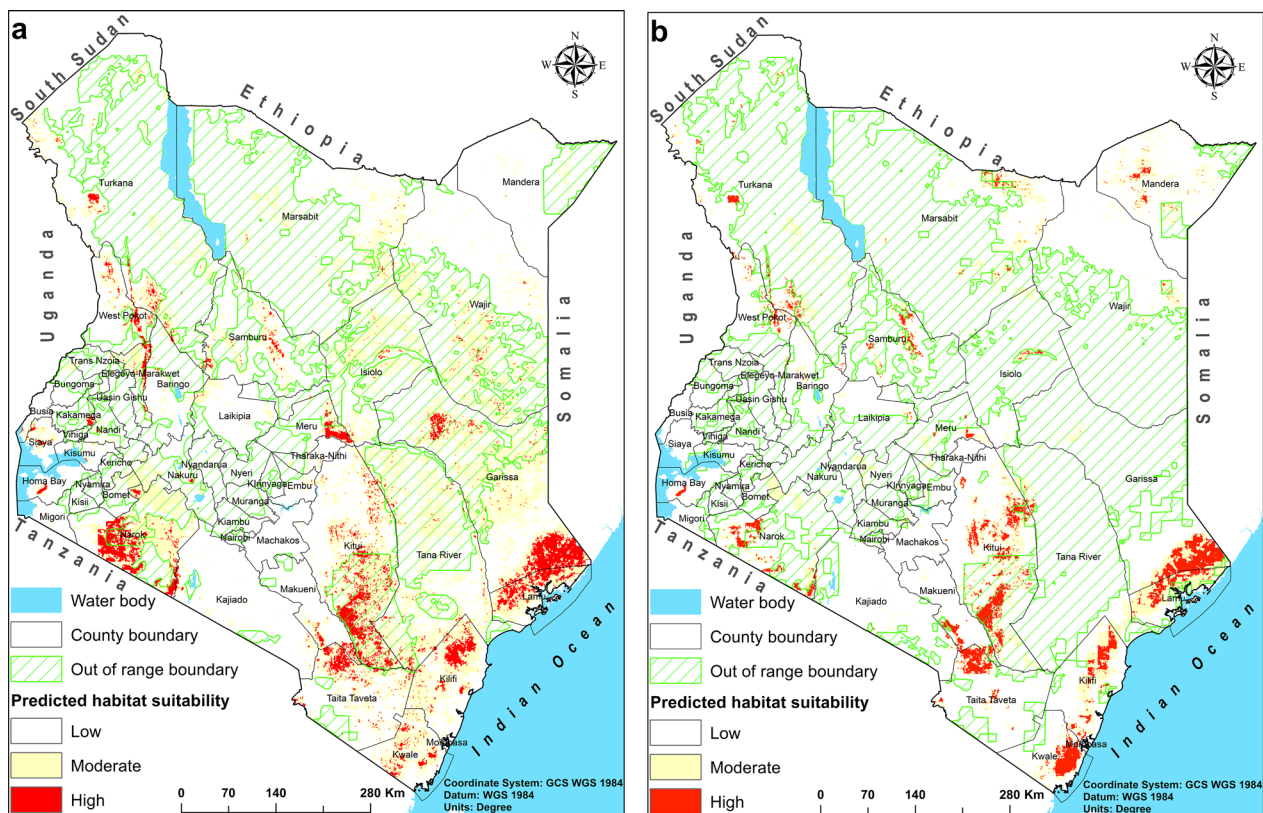 a
South Sudan
Ethiopia
Uganda
Somalia
Tanzania
Indian Ocean
N
W E
S
Turkana
Marsabit
Mandera
Wajir
West Pokot
Samburu
Isiolo
Trans Nzoia
Elegeyo-Marakwet
Bungoma
Uasin Gishu
Baringo
Busia
Kakamega
Laikipia
Siaya
Vihiga
Nandi
Meru
Kisumu
Kericho
Tharaka-Nithi
Homa Bay
Nyamira
Nakuru
Nyandarua
Nyeri
KInnyaga
Embu
Garissa
Kisii
Bomet
Muranga
Migori
Kiambu
Narok
Nairobi
Machakos
Kitui
Tana River
Makueni
Kajiado
Lamu
Kilifi
Taita Taveta
Mombasa
Kwale
Water body
County boundary
Out of range boundary
Predicted habitat suitability
Low
Moderate
High
0 70 140 280 Km
Coordinate System: GCS WGS 1984
Datum: WGS 1984
Units: Degree
b
South Sudan
Ethiopia
Uganda
Somalia
Tanzania
Indian Ocean
N
W E
S
Turkana
Marsabit
Mandera
Wajir
West Pokot
Samburu
Isiolo
Trans Nzoia
Elegeyo-Marakwet
Bungoma
Uasin Gishu
Baringo
Busia
Kakamega
Laikipia
Siaya
Vihiga
Nandi
Meru
Kisumu
Kericho
Tharaka-Nithi
Homa Bay
Nyamira
Nakuru
Nyandarua
Nyeri
KInnyaga
Embu
Garissa
Kisii
Bomet
Muranga
Migori
Kiambu
Narok
Nairobi
Machakos
Kitui
Tana River
Makueni
Kajiado
Lamu
Kilifi
Taita Taveta
Mombasa
Kwale
Water body
County boundary
Out of range boundary
Predicted habitat suitability
Low
Moderate
High
0 70 140 280 Km
Coordinate System: GCS WGS 1984
Datum: WGS 1984
Units: Degree